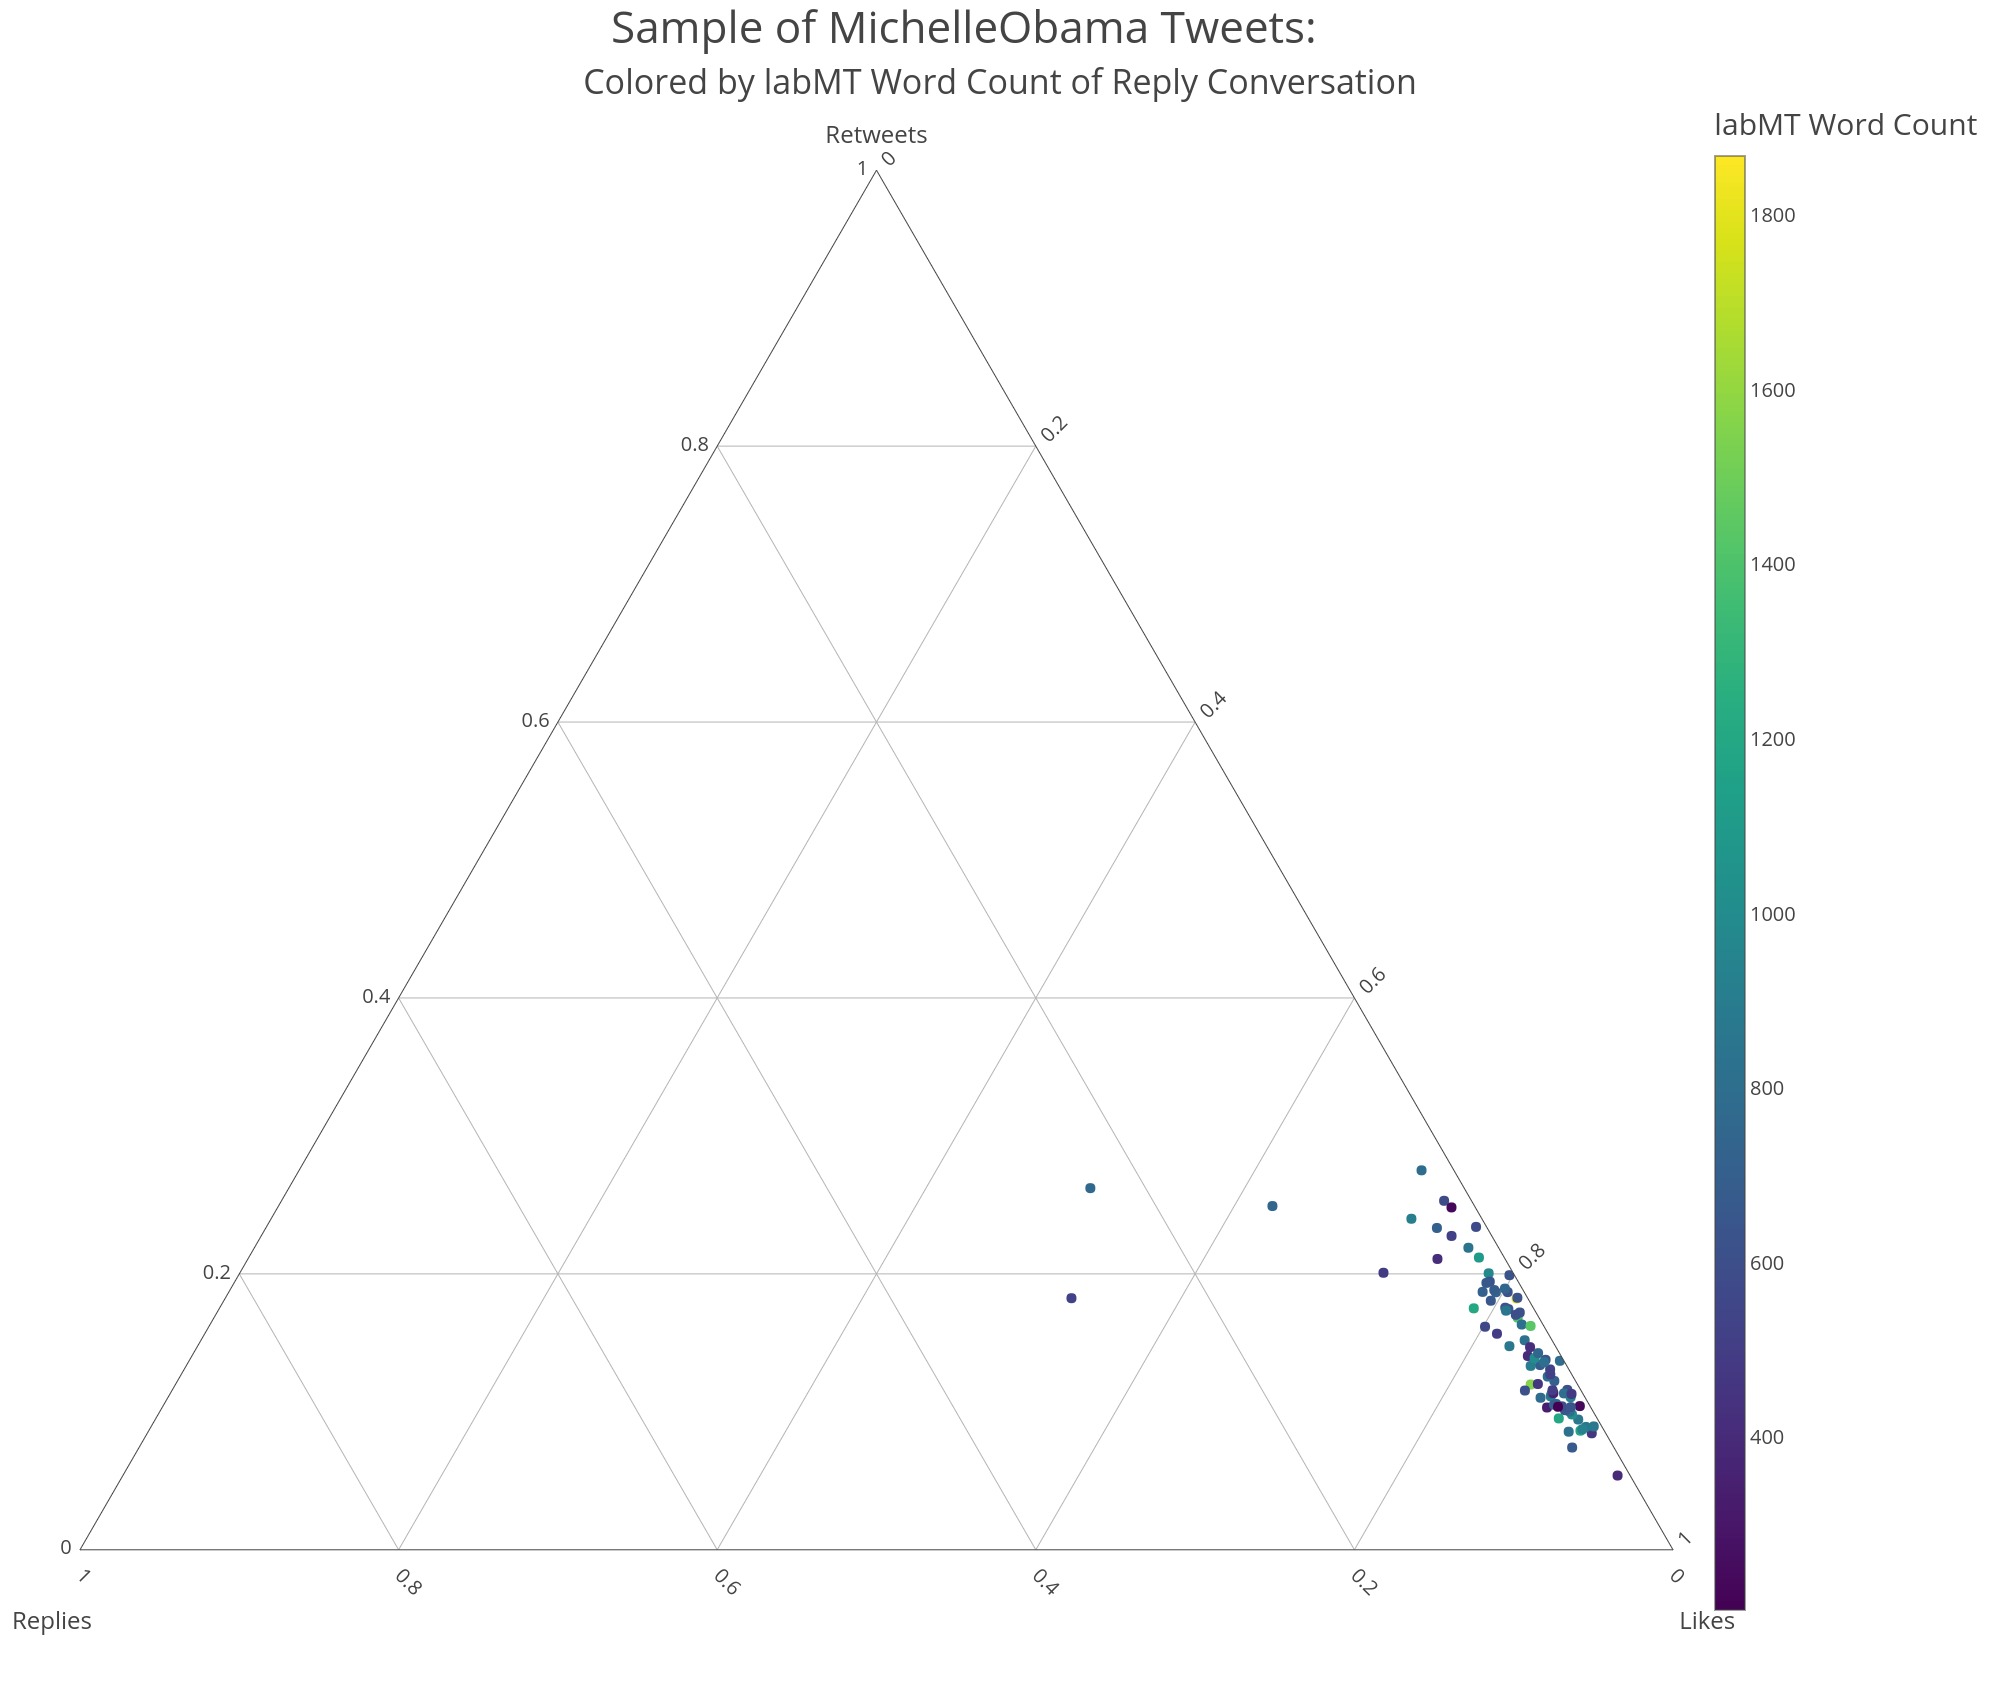 Sample of MichelleObama Tweets:
Colored by labMT Word Count of Reply Conversation
labMT Word Count
Retweets
1 0
1800
0.8 0.2
1600
1400
0.6 0.4
1200
1000
0.4 0.6
800
0.2 0.8
600
400
0 1
1 0.8 0.6 0.4 0.2 0
Replies Likes